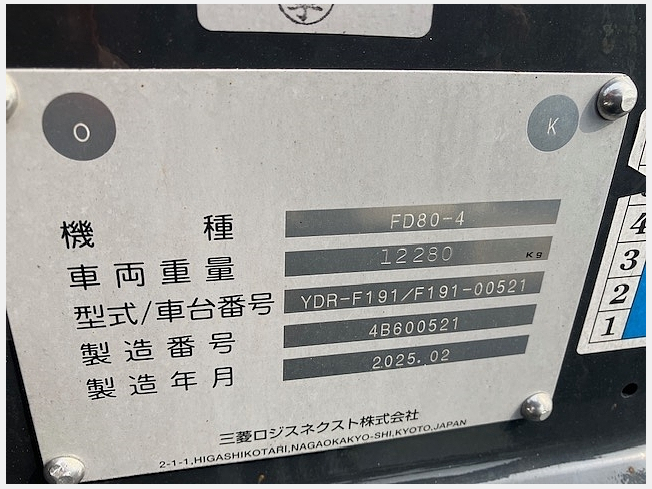 O K
機種 FD80-4
車両重量 12280 Kg
型式/車台番号 YDR-F191/F191-00521
製造番号 4B600521
製造年月 2025.02
三菱ロジスネクスト株式会社
2-1-1,HIGASHIKOTARI,NAGAOKAKYO-SHI,KYOTO,JAPAN
4
3
2
1